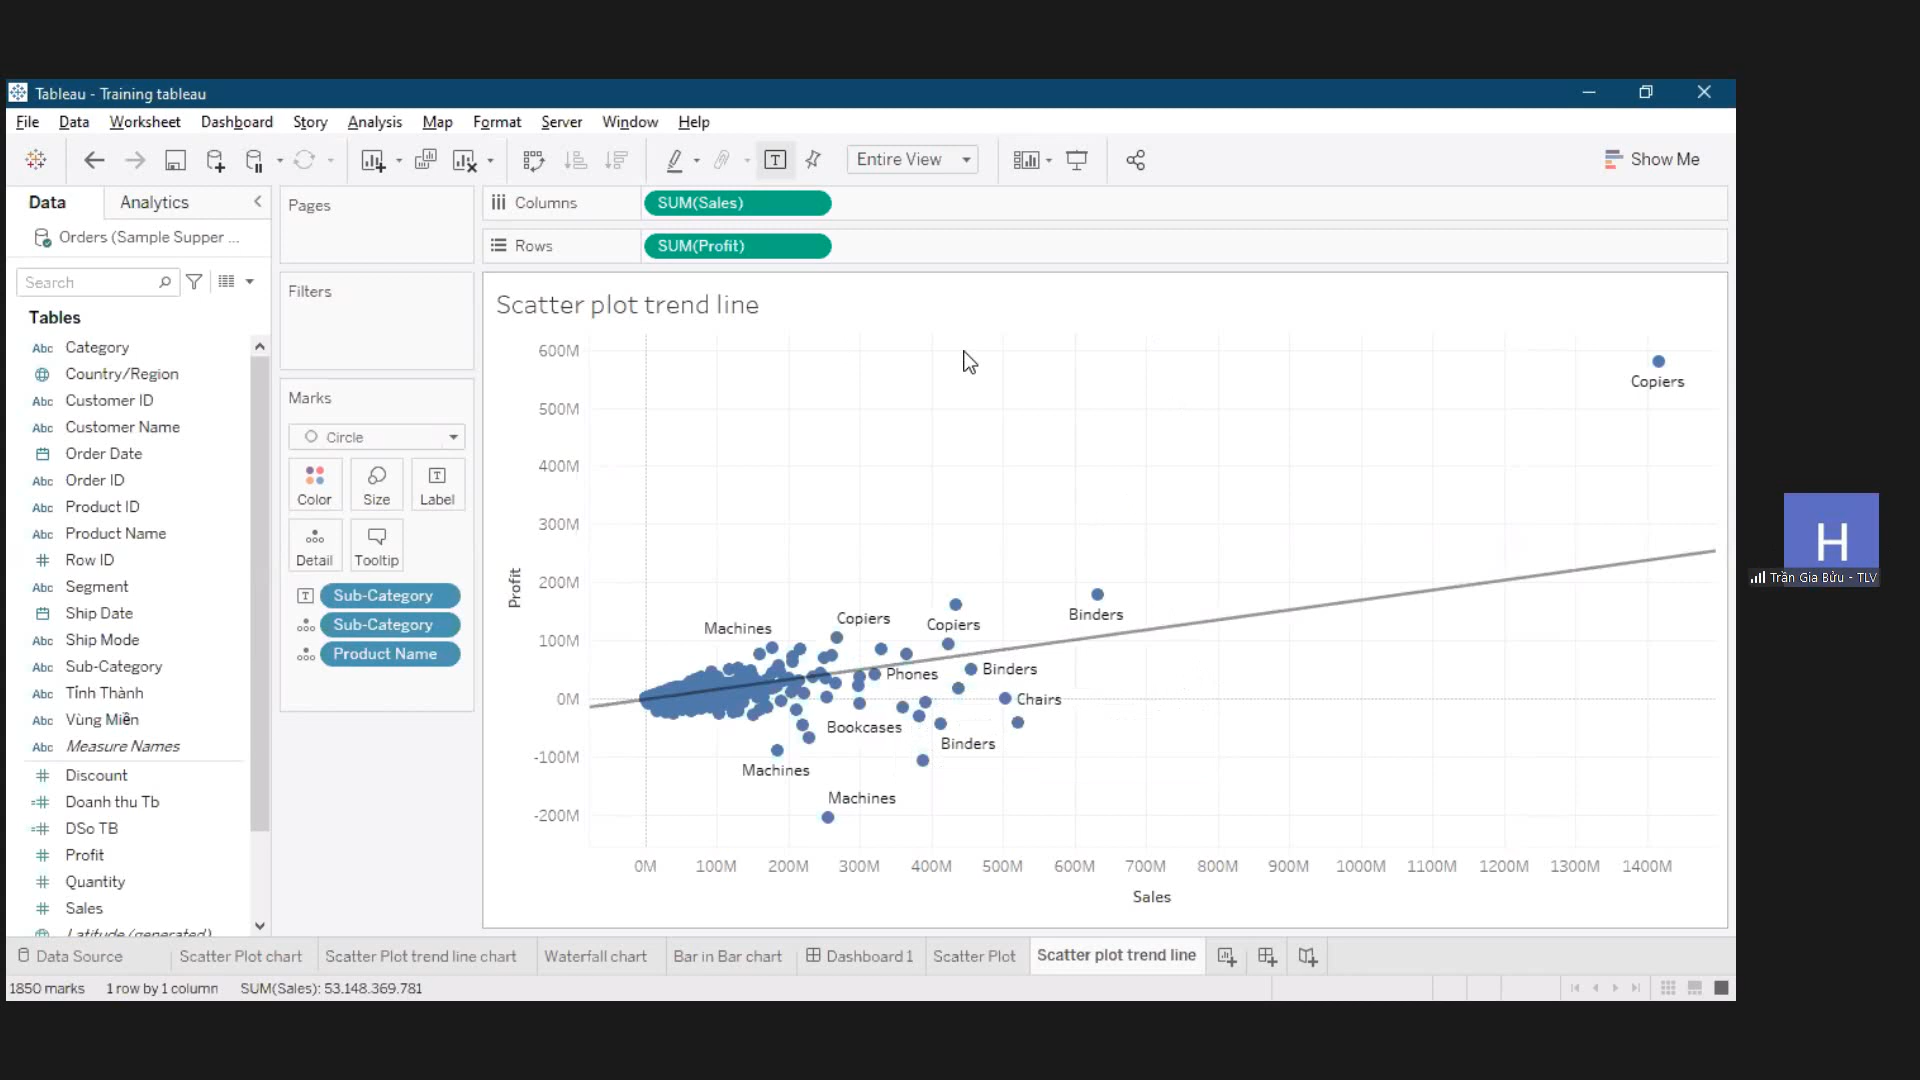 Tableau - Training tableau
File Data Worksheet Dashboard Story Analysis Map Format Server Window Help
Entire View
Show Me
Data Analytics
Orders (Sample Supper ...
Search
Tables
Category
Country/Region
Customer ID
Customer Name
Order Date
Order ID
Product ID
Product Name
Row ID
Segment
Ship Date
Ship Mode
Sub-Category
Tỉnh Thành
Vùng Miền
Measure Names
Discount
Doanh thu Tb
DSo TB
Profit
Quantity
Sales
Latitude (generated)
Pages
Filters
Marks
Circle
Color Size Label
Detail Tooltip
Sub-Category
Sub-Category
Product Name
Columns SUM(Sales)
Rows SUM(Profit)
Scatter plot trend line
600M
500M
400M
300M
200M
100M
0M
-100M
-200M
Profit
Copiers
Binders
Copiers
Copiers
Machines
Phones
Binders
Chairs
Bookcases
Binders
Machines
Machines
0M 100M 200M 300M 400M 500M 600M 700M 800M 900M 1000M 1100M 1200M 1300M 1400M
Sales
Data Source Scatter Plot chart Scatter Plot trend line chart Waterfall chart Bar in Bar chart Dashboard 1 Scatter Plot Scatter plot trend line
1850 marks 1 row by 1 column SUM(Sales): 53.148.369.781
H
Trần Gia Bửu - TLV